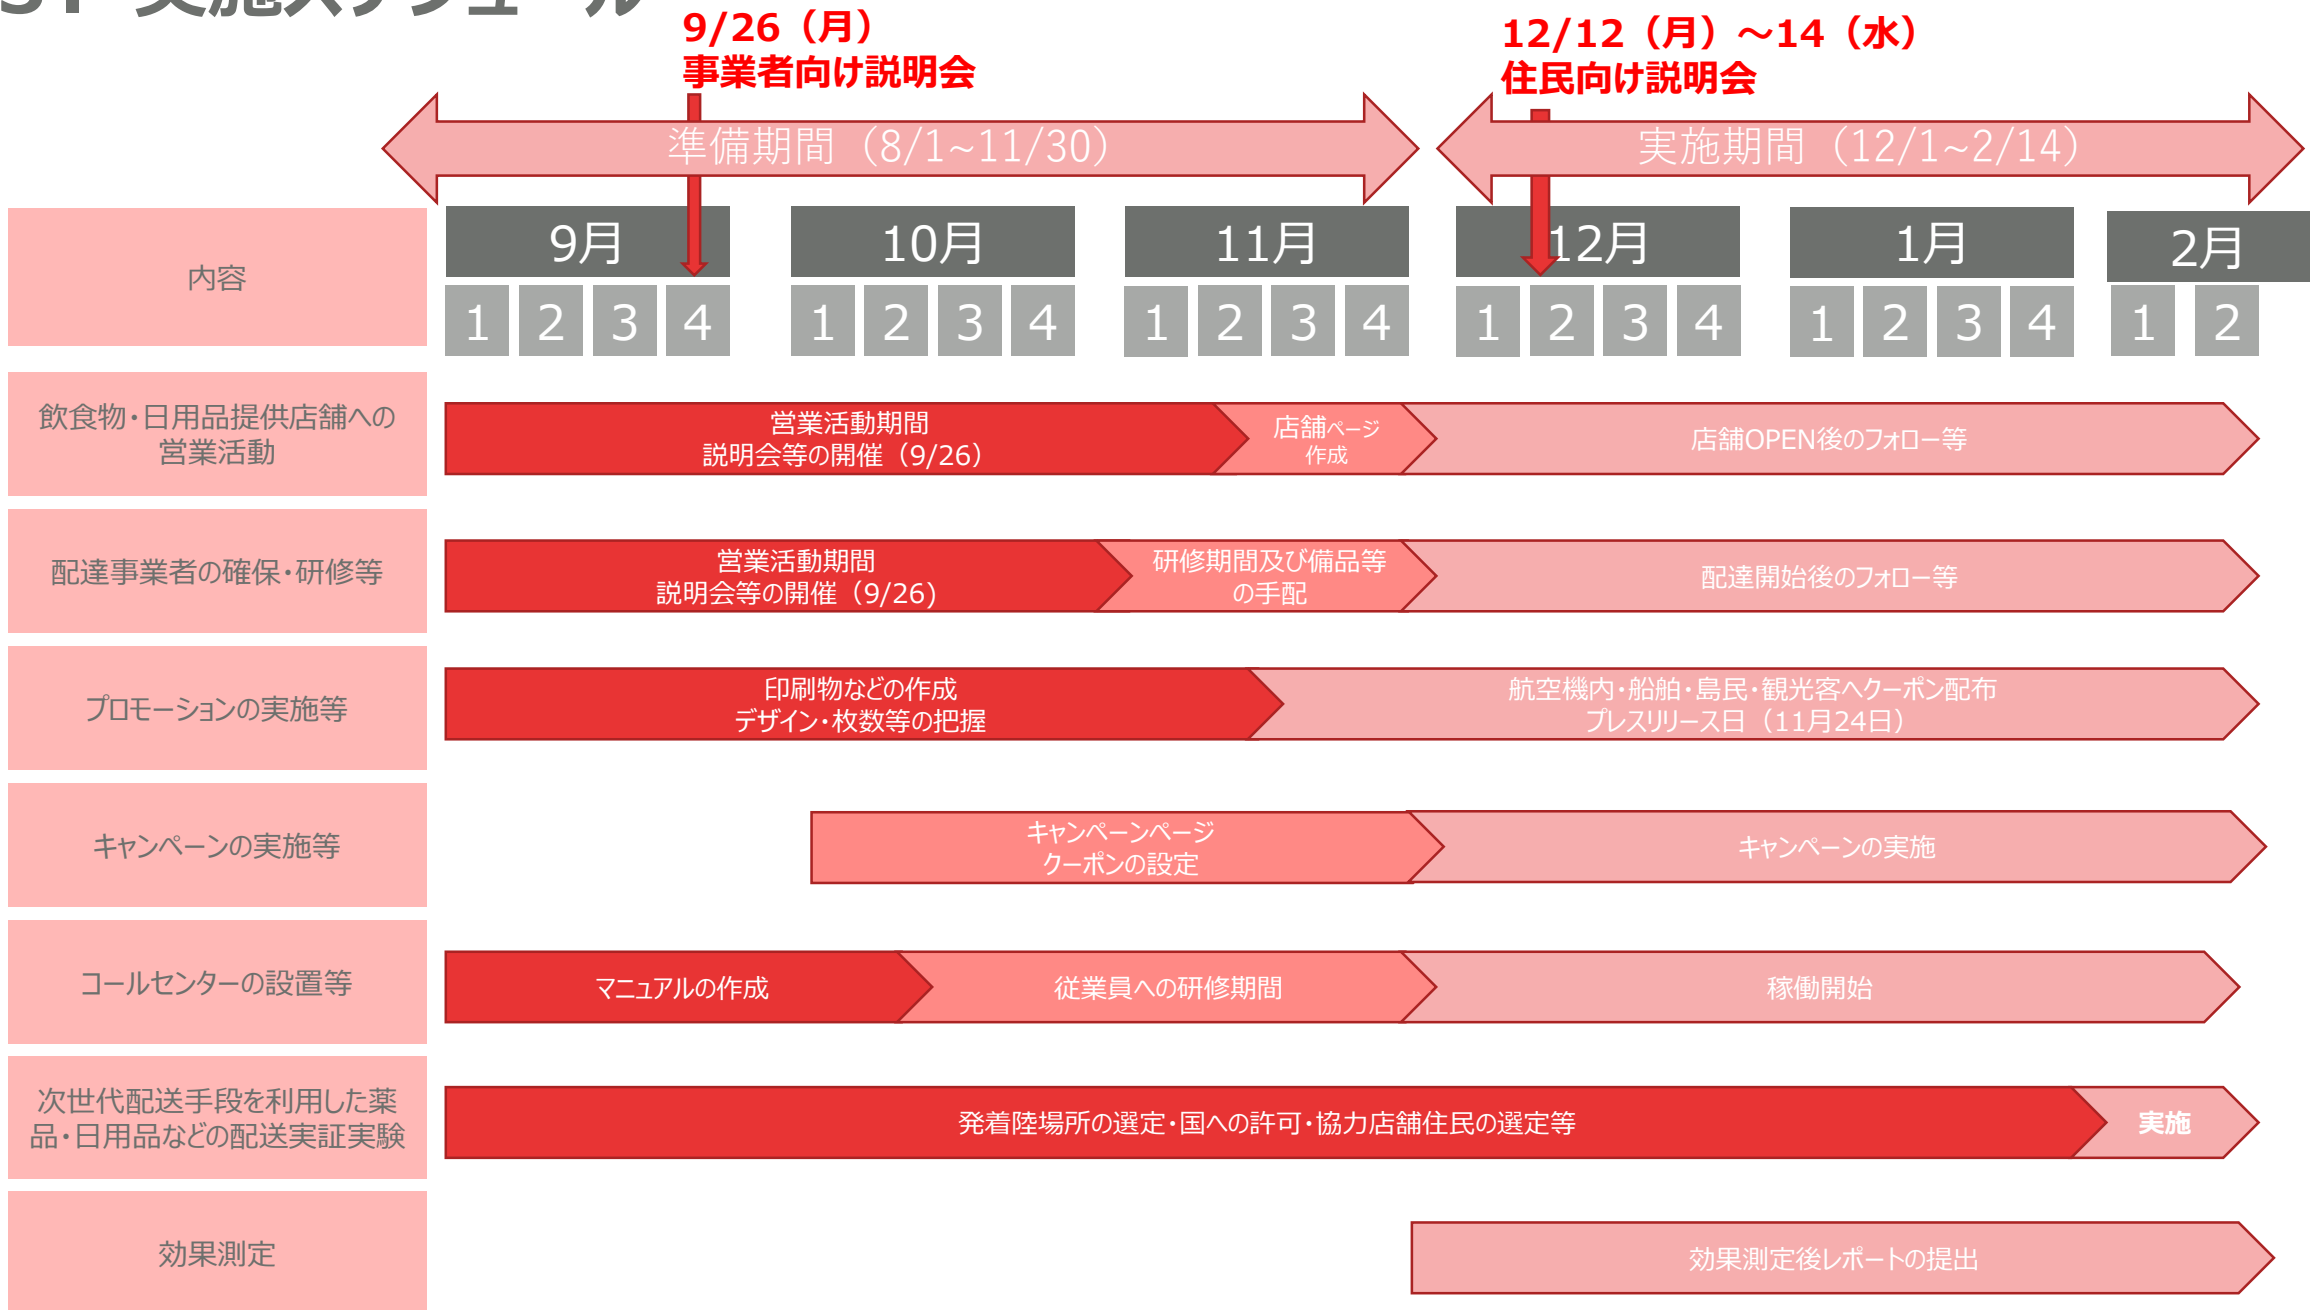 実施スケジュール
9/26（月）
事業者向け説明会
12/12（月）～14（水）
住民向け説明会
準備期間（8/1~11/30）
実施期間（12/1~2/14）
内容
9月
10月
11月
12月
1月
2月
1 2 3 4
1 2 3 4
1 2 3 4
1 2 3 4
1 2 3 4
1 2
飲食物・日用品提供店舗への
営業活動
営業活動期間
説明会等の開催（9/26）
店舗ページ
作成
店舗OPEN後のフォロー等
配達事業者の確保・研修等
営業活動期間
説明会等の開催（9/26)
研修期間及び備品等
の手配
配達開始後のフォロー等
プロモーションの実施等
印刷物などの作成
デザイン・枚数等の把握
航空機内・船舶・島民・観光客へクーポン配布
プレスリリース日（11月24日）
キャンペーンの実施等
キャンペーンページ
クーポンの設定
キャンペーンの実施
コールセンターの設置等
マニュアルの作成
従業員への研修期間
稼働開始
次世代配送手段を利用した薬
品・日用品などの配送実証実験
発着陸場所の選定・国への許可・協力店舗住民の選定等
実施
効果測定
効果測定後レポートの提出